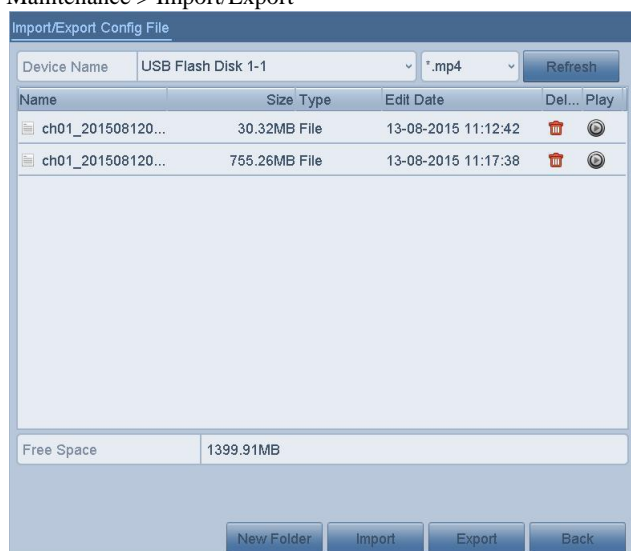 Maintenance > Import/Export
Import/Export Config File
Device Name USB Flash Disk 1-1 *.mp4 Refresh
Name Size Type Edit Date Del... Play
ch01_201508120... 30.32MB File 13-08-2015 11:12:42
ch01_201508120... 755.26MB File 13-08-2015 11:17:38
Free Space 1399.91MB
New Folder Import Export Back